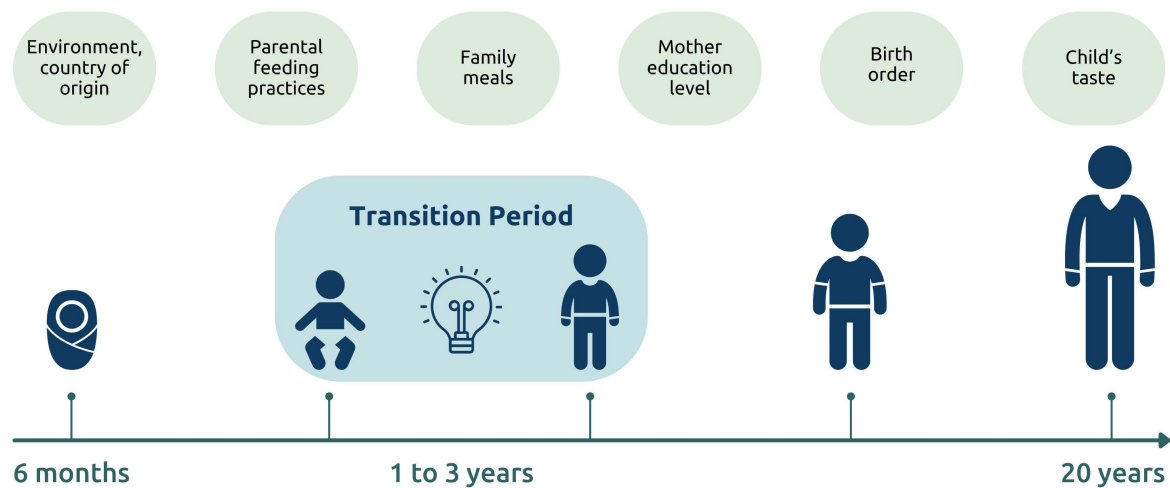 Environment,
country of
origin
Parental
feeding
practices
Family
meals
Mother
education
level
Birth
order
Child's
taste
Transition Period
6 months
1 to 3 years
20 years